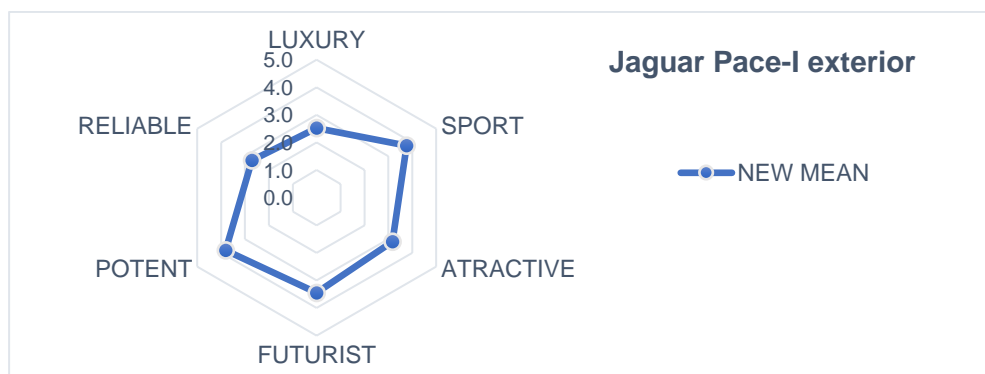 LUXURY
Jaguar Pace-I exterior
5.0
4.0
3.0
2.0
1.0
0.0
RELIABLE
SPORT
NEW MEAN
POTENT
ATRACTIVE
FUTURIST